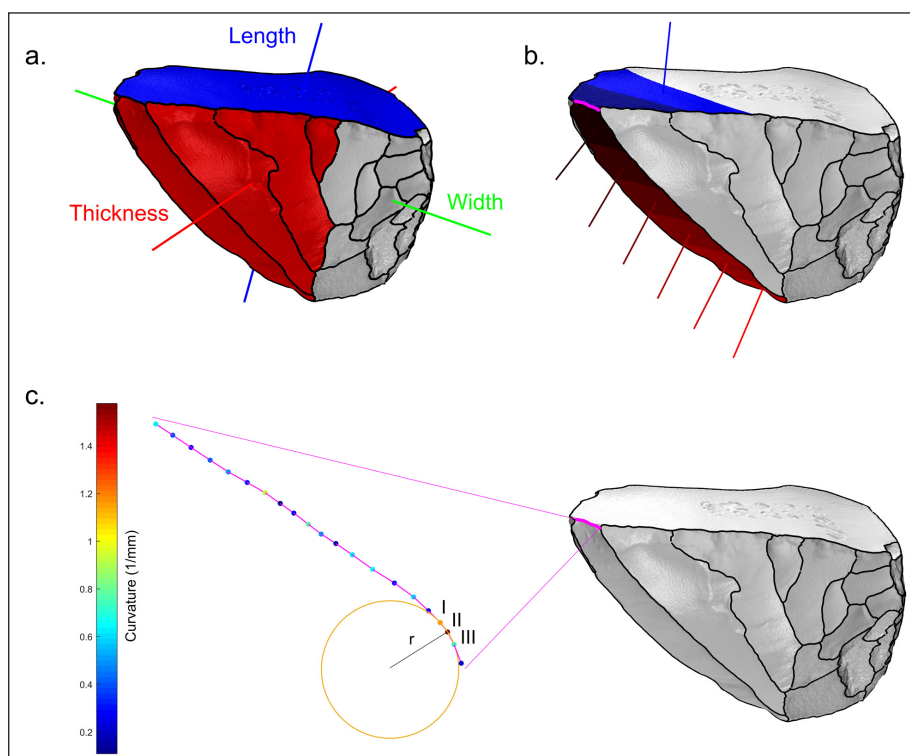 a.
Length
Thickness
Width
b.
c.
1.4
1.2
1
0.8
0.6
0.4
0.2
Curvature (1/mm)
I
II
III
r